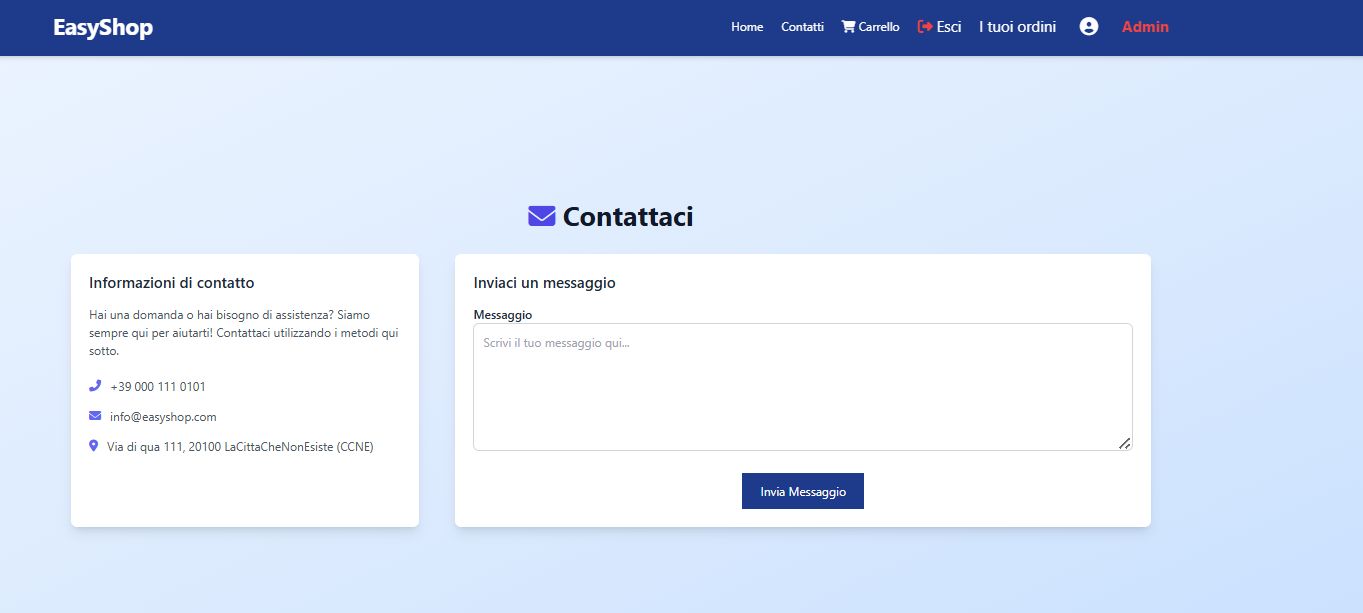 EasyShop
Home Contatti Carrello Esci I tuoi ordini Admin
Contattaci
Informazioni di contatto
Hai una domanda o hai bisogno di assistenza? Siamo
sempre qui per aiutarti! Contattaci utilizzando i metodi qui
sotto.
+39 000 111 0101
info@easyshop.com
Via di qua 111, 20100 LaCittaCheNonEsiste (CCNE)
Inviaci un messaggio
Messaggio
Scrivi il tuo messaggio qui...
Invia Messaggio